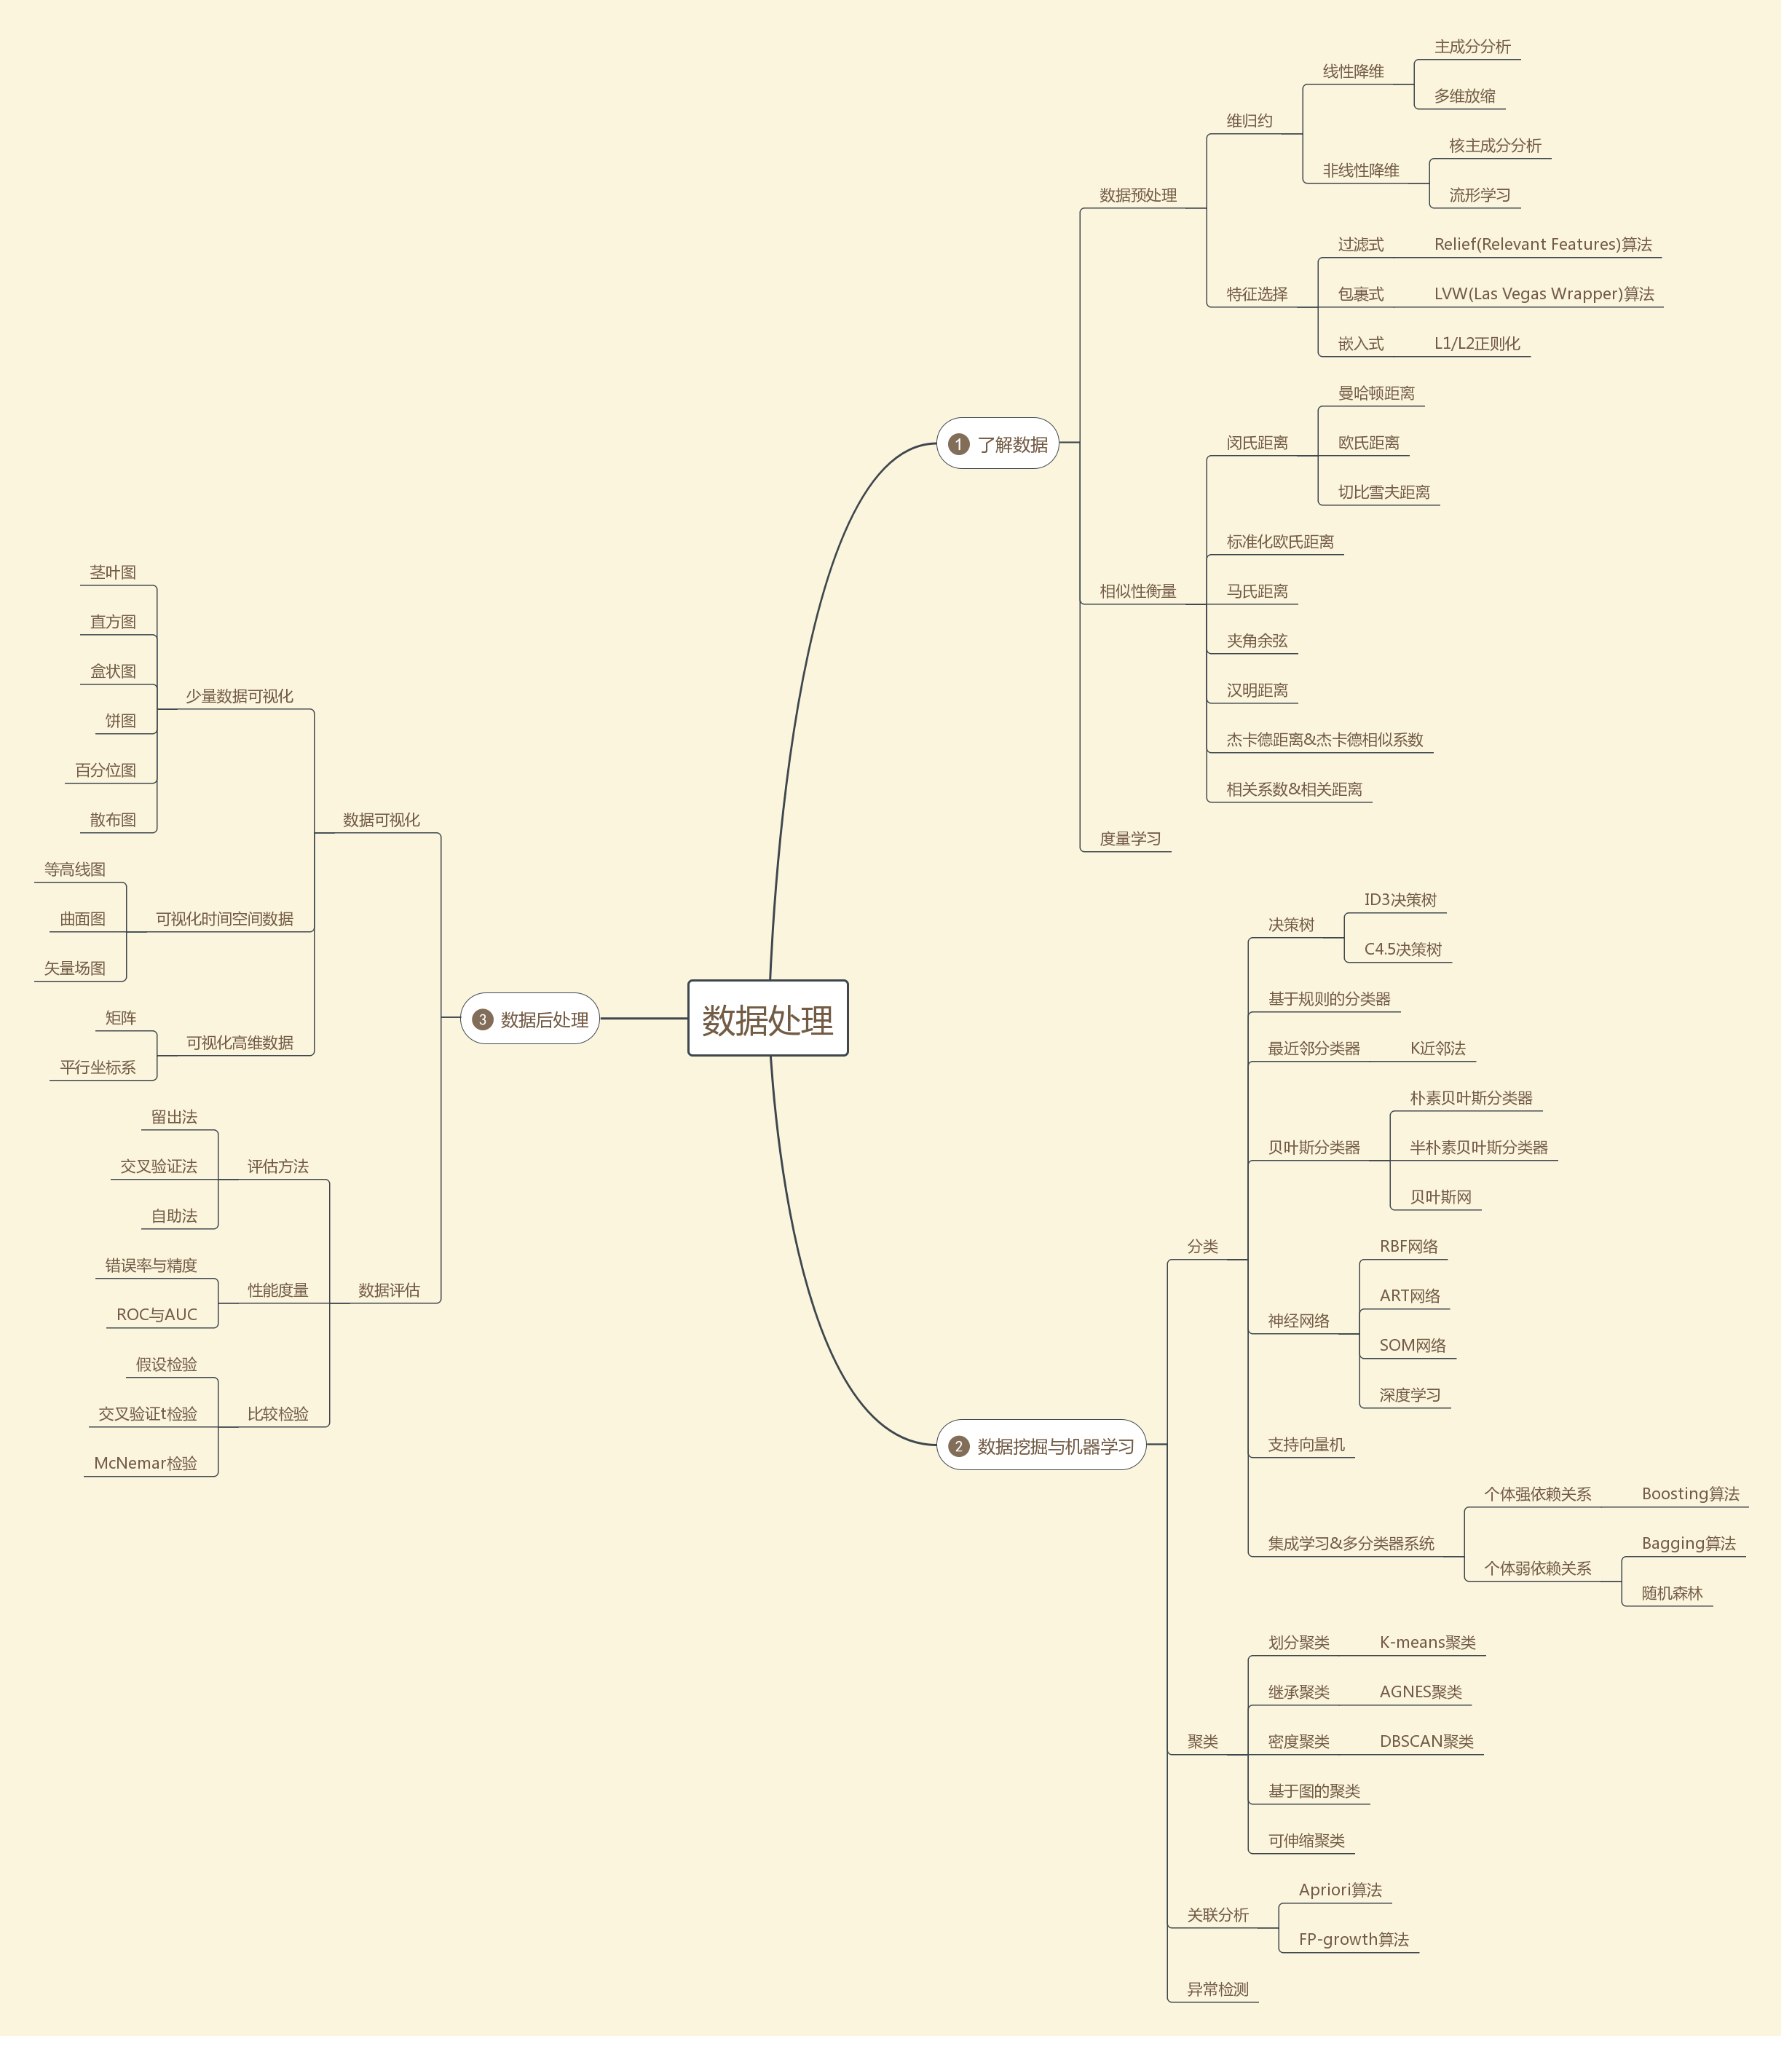 数据处理
1 了解数据
数据预处理
维归约
线性降维
主成分分析
多维放缩
非线性降维
核主成分分析
流形学习
特征选择
过滤式
Relief(Relevant Features)算法
包裹式
LVW(Las Vegas Wrapper)算法
嵌入式
L1/L2正则化
相似性衡量
闵氏距离
曼哈顿距离
欧氏距离
切比雪夫距离
标准化欧氏距离
马氏距离
夹角余弦
汉明距离
杰卡德距离&杰卡德相似系数
相关系数&相关距离
度量学习
2 数据挖掘与机器学习
分类
决策树
ID3决策树
C4.5决策树
基于规则的分类器
最近邻分类器
K近邻法
贝叶斯分类器
朴素贝叶斯分类器
半朴素贝叶斯分类器
贝叶斯网
神经网络
RBF网络
ART网络
SOM网络
深度学习
支持向量机
集成学习&多分类器系统
个体强依赖关系
Boosting算法
个体弱依赖关系
Bagging算法
随机森林
聚类
划分聚类
K-means聚类
继承聚类
AGNES聚类
密度聚类
DBSCAN聚类
基于图的聚类
可伸缩聚类
关联分析
Apriori算法
FP-growth算法
异常检测
3 数据后处理
数据可视化
少量数据可视化
茎叶图
直方图
盒状图
饼图
百分位图
散布图
可视化时间空间数据
等高线图
曲面图
矢量场图
可视化高维数据
矩阵
平行坐标系
数据评估
评估方法
留出法
交叉验证法
自助法
性能度量
错误率与精度
ROC与AUC
比较检验
假设检验
交叉验证t检验
McNemar检验